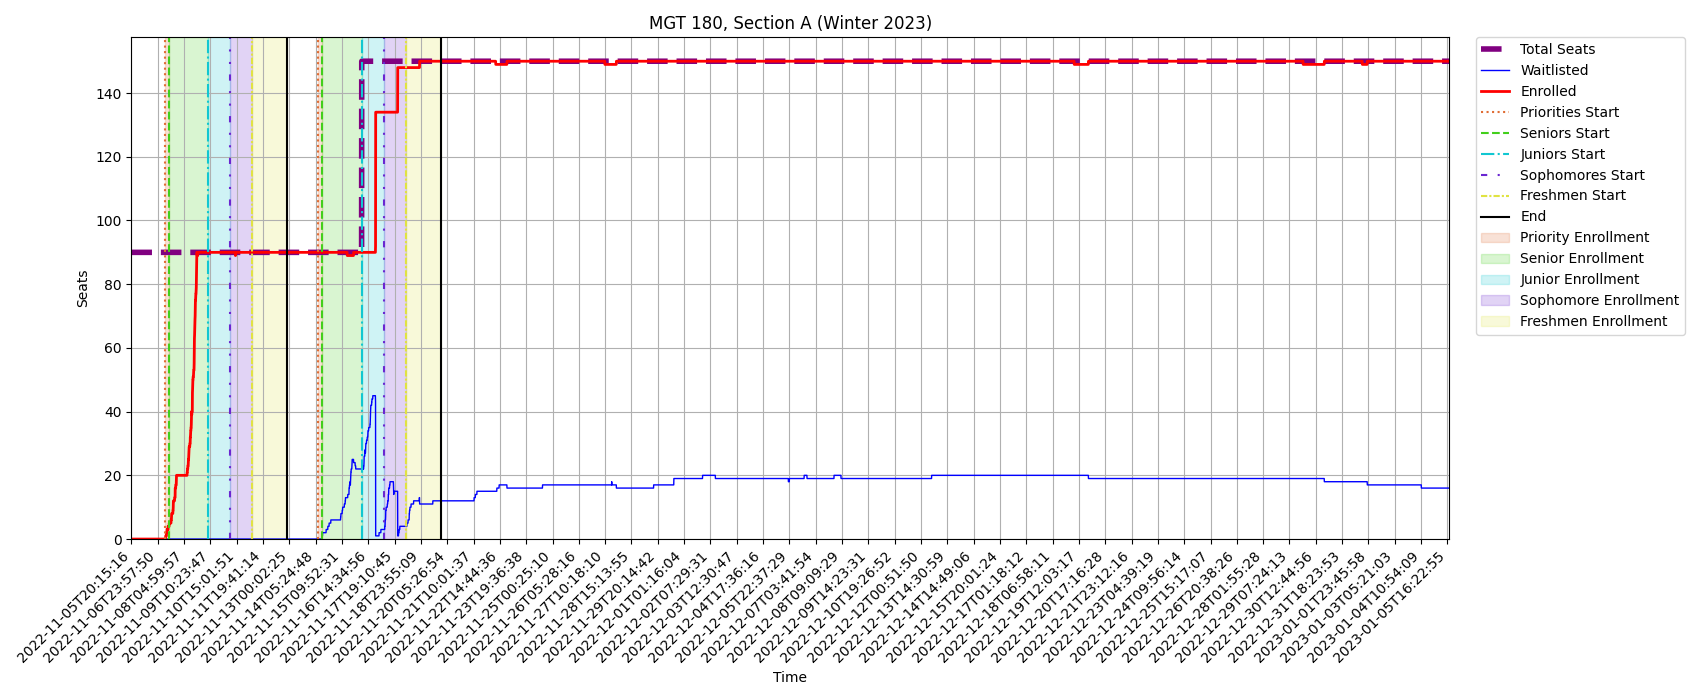 MGT 180, Section A (Winter 2023)
Seats
140
120
100
80
60
40
20
0
2022-11-05T20:15:16
2022-11-06T23:57:50
2022-11-08T04:59:57
2022-11-09T10:23:47
2022-11-10T15:01:51
2022-11-11T19:41:14
2022-11-13T00:02:25
2022-11-14T05:24:48
2022-11-15T09:52:31
2022-11-16T14:34:56
2022-11-17T19:10:45
2022-11-18T23:55:09
2022-11-20T05:26:54
2022-11-21T10:01:37
2022-11-22T14:44:36
2022-11-23T19:36:38
2022-11-25T00:25:10
2022-11-26T05:28:16
2022-11-27T10:18:10
2022-11-28T15:13:55
2022-11-29T20:14:42
2022-12-01T01:16:04
2022-12-02T07:29:31
2022-12-03T12:30:47
2022-12-04T17:36:16
2022-12-05T22:37:29
2022-12-07T03:41:54
2022-12-08T09:09:29
2022-12-09T14:23:31
2022-12-10T19:26:52
2022-12-12T00:51:50
2022-12-13T14:30:59
2022-12-14T14:49:06
2022-12-15T20:01:24
2022-12-17T01:18:12
2022-12-18T06:58:11
2022-12-19T12:03:17
2022-12-20T17:16:28
2022-12-21T23:12:16
2022-12-23T04:39:19
2022-12-24T09:56:14
2022-12-25T15:17:07
2022-12-26T20:38:26
2022-12-28T01:55:28
2022-12-29T07:24:13
2022-12-30T12:44:56
2022-12-31T18:23:53
2023-01-01T23:45:58
2023-01-03T05:21:03
2023-01-04T10:54:09
2023-01-05T16:22:55
Time
Total Seats
Waitlisted
Enrolled
Priorities Start
Seniors Start
Juniors Start
Sophomores Start
Freshmen Start
End
Priority Enrollment
Senior Enrollment
Junior Enrollment
Sophomore Enrollment
Freshmen Enrollment